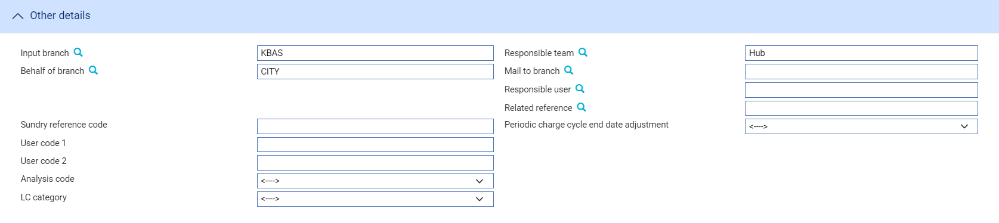 Other details
Input branch KBAS Responsible team Hub
Behalf of branch CITY Mail to branch
Responsible user
Related reference
Sundry reference code Periodic charge cycle end date adjustment <---->
User code 1
User code 2
Analysis code <---->
LC category <---->